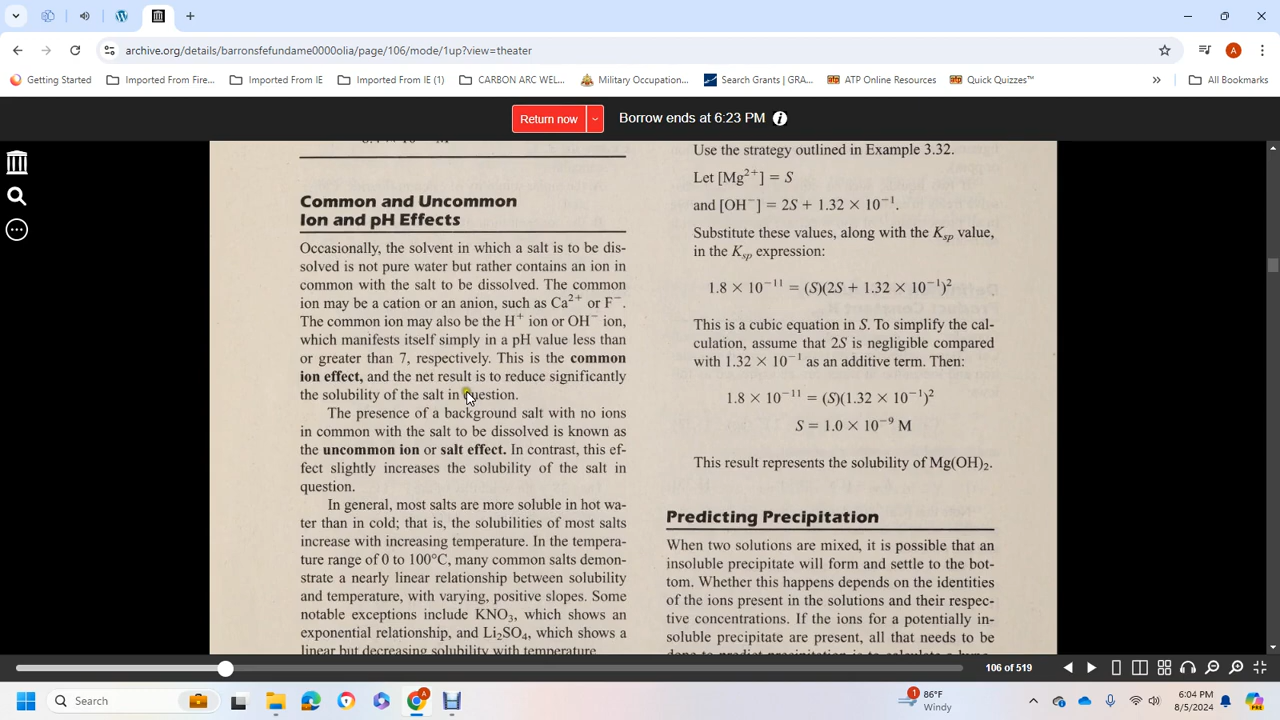 archive.org/details/barronsfefundame0000olia/page/106/mode/1up?view=theater
A
Getting Started
Imported From Fire...
Imported From IE
Imported From IE (1)
CARBON ARC WEL...
Military Occupation...
Search Grants | GRA...
ATP Online Resources
Quick Quizzes™
»
All Bookmarks
Return now
Borrow ends at 6:23 PM
Common and Uncommon
Ion and pH Effects
Occasionally, the solvent in which a salt is to be dis-
solved is not pure water but rather contains an ion in
common with the salt to be dissolved. The common
ion may be a cation or an anion, such as Ca²⁺ or F⁻.
The common ion may also be the H⁺ ion or OH⁻ ion,
which manifests itself simply in a pH value less than
or greater than 7, respectively. This is the common
ion effect, and the net result is to reduce significantly
the solubility of the salt in question.
The presence of a background salt with no ions
in common with the salt to be dissolved is known as
the uncommon ion or salt effect. In contrast, this ef-
fect slightly increases the solubility of the salt in
question.
In general, most salts are more soluble in hot wa-
ter than in cold; that is, the solubilities of most salts
increase with increasing temperature. In the tempera-
ture range of 0 to 100°C, many common salts demon-
strate a nearly linear relationship between solubility
and temperature, with varying, positive slopes. Some
notable exceptions include KNO₃, which shows an
exponential relationship, and Li₂SO₄, which shows a
linear but decreasing solubility with temperature.
Use the strategy outlined in Example 3.32.
Let [Mg²⁺] = S
and [OH⁻] = 2S + 1.32 × 10⁻¹.
Substitute these values, along with the Ksp value,
in the Ksp expression:
1.8 × 10⁻¹¹ = (S)(2S + 1.32 × 10⁻¹)²
This is a cubic equation in S. To simplify the cal-
culation, assume that 2S is negligible compared
with 1.32 × 10⁻¹ as an additive term. Then:
1.8 × 10⁻¹¹ = (S)(1.32 × 10⁻¹)²
S = 1.0 × 10⁻⁹ M
This result represents the solubility of Mg(OH)₂.
Predicting Precipitation
When two solutions are mixed, it is possible that an
insoluble precipitate will form and settle to the bot-
tom. Whether this happens depends on the identities
of the ions present in the solutions and their respec-
tive concentrations. If the ions for a potentially in-
soluble precipitate are present, all that needs to be
106 of 519
Search
1
86°F
Windy
6:04 PM
8/5/2024